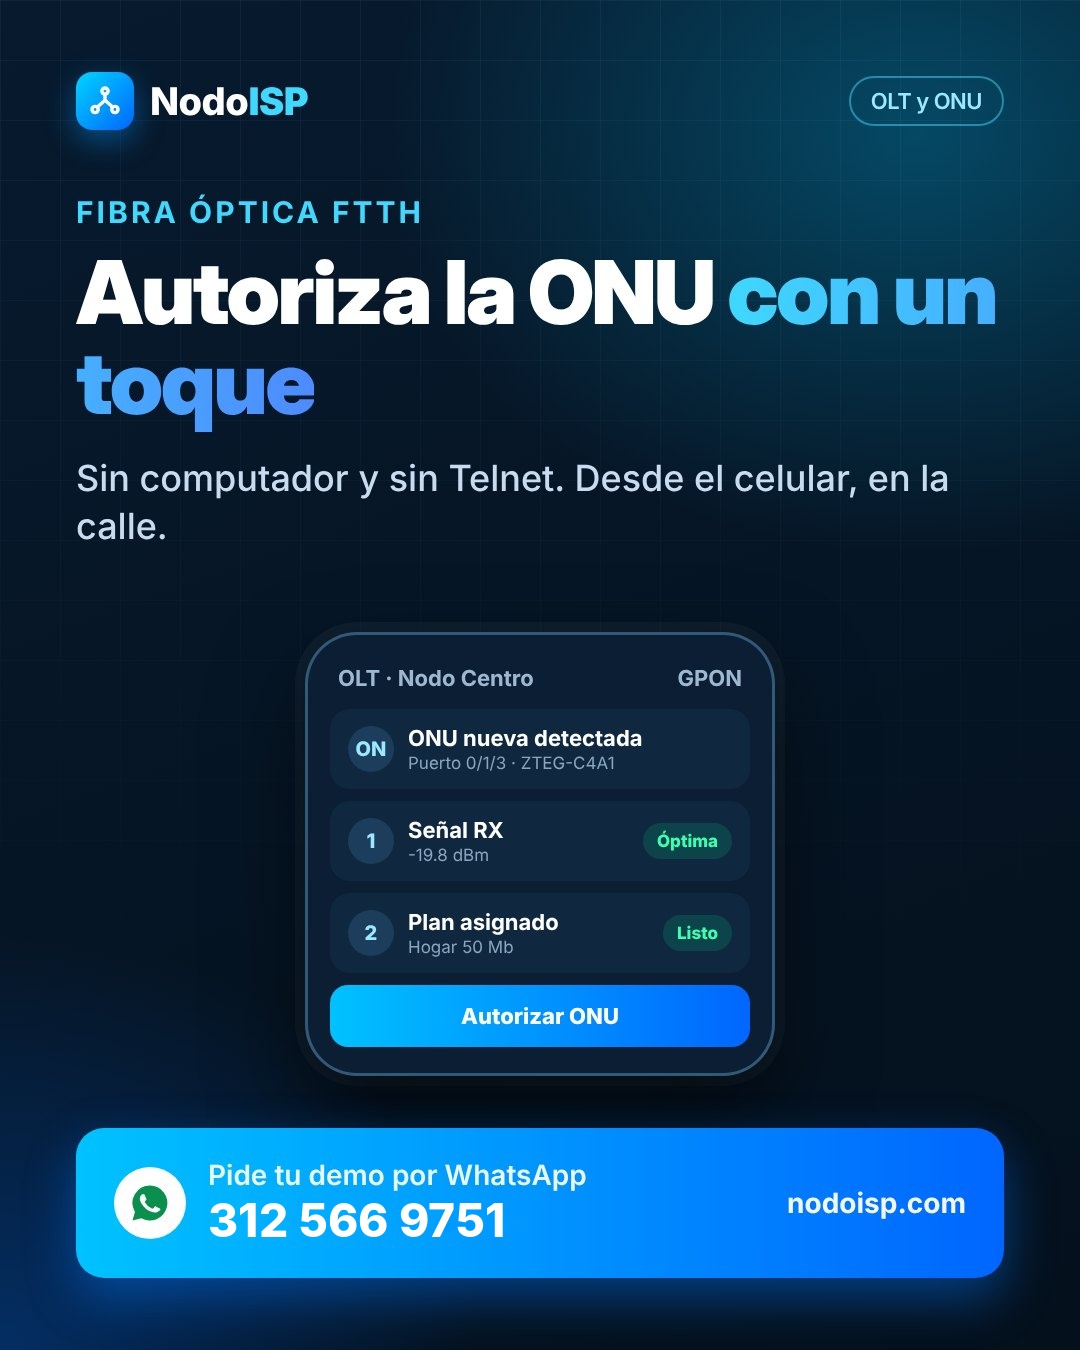 NodoISP
OLT y ONU
FIBRA ÓPTICA FTTH
Autoriza la ONU con un
toque
Sin computador y sin Telnet. Desde el celular, en la
calle.
OLT · Nodo Centro
GPON
ON
ONU nueva detectada
Puerto 0/1/3 · ZTEG-C4A1
1
Señal RX
-19.8 dBm
Óptima
2
Plan asignado
Hogar 50 Mb
Listo
Autorizar ONU
Pide tu demo por WhatsApp
312 566 9751
nodoisp.com